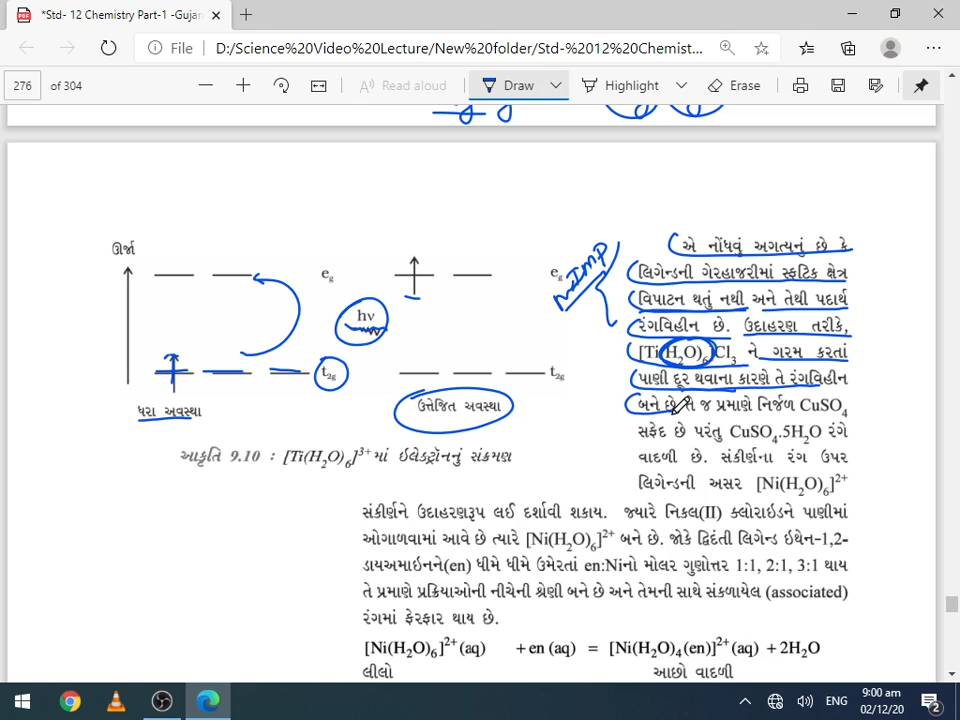 *Std- 12 Chemistry Part-1 -Gujar
File
D:/Science%20Video%20Lecture/New%20folder/Std-%2012%20Chemist...
276 of 304
Read aloud
Draw
Highlight
Erase
ઊર્જા
e_g
hν
t_2g
ધરા અવસ્થા
e_g
t_2g
ઉત્તેજિત અવસ્થા
IMP
આકૃતિ 9.10 : [Ti(H₂O)₆]³⁺માં ઇલેક્ટ્રૉનનું સંક્રમણ
એ નોંધવું અગત્યનું છે કે
લિગેન્ડની ગેરહાજરીમાં સ્ફટિક ક્ષેત્ર
વિપાટન થતું નથી અને તેથી પદાર્થ
રંગવિહીન છે. ઉદાહરણ તરીકે,
[Ti(H₂O)₆]Cl₃ ને ગરમ કરતાં
પાણી દૂર થવાના કારણે તે રંગવિહીન
બને છે. તે જ પ્રમાણે નિર્જળ CuSO₄
સફેદ છે પરંતુ CuSO₄.5H₂O રંગે
વાદળી છે. સંકીર્ણના રંગ ઉપર
લિગેન્ડની અસર [Ni(H₂O)₆]²⁺
સંકીર્ણને ઉદાહરણરૂપ લઈ દર્શાવી શકાય. જ્યારે નિકલ(II) ક્લોરાઇડને પાણીમાં
ઓગાળવામાં આવે છે ત્યારે [Ni(H₂O)₆]²⁺ બને છે. જોકે દ્વિદંતી લિગેન્ડ ઇથેન-1,2-
ડાયઅમાઇનને(en) ધીમે ધીમે ઉમેરતાં en:Niનો મોલર ગુણોત્તર 1:1, 2:1, 3:1 થાય
તે પ્રમાણે પ્રક્રિયાઓની નીચેની શ્રેણી બને છે અને તેમની સાથે સંકળાયેલ (associated)
રંગમાં ફેરફાર થાય છે.
[Ni(H₂O)₆]²⁺(aq) + en (aq) = [Ni(H₂O)₄(en)]²⁺(aq) + 2H₂O
લીલો આછો વાદળી
ENG
9:00 am
02/12/20
2